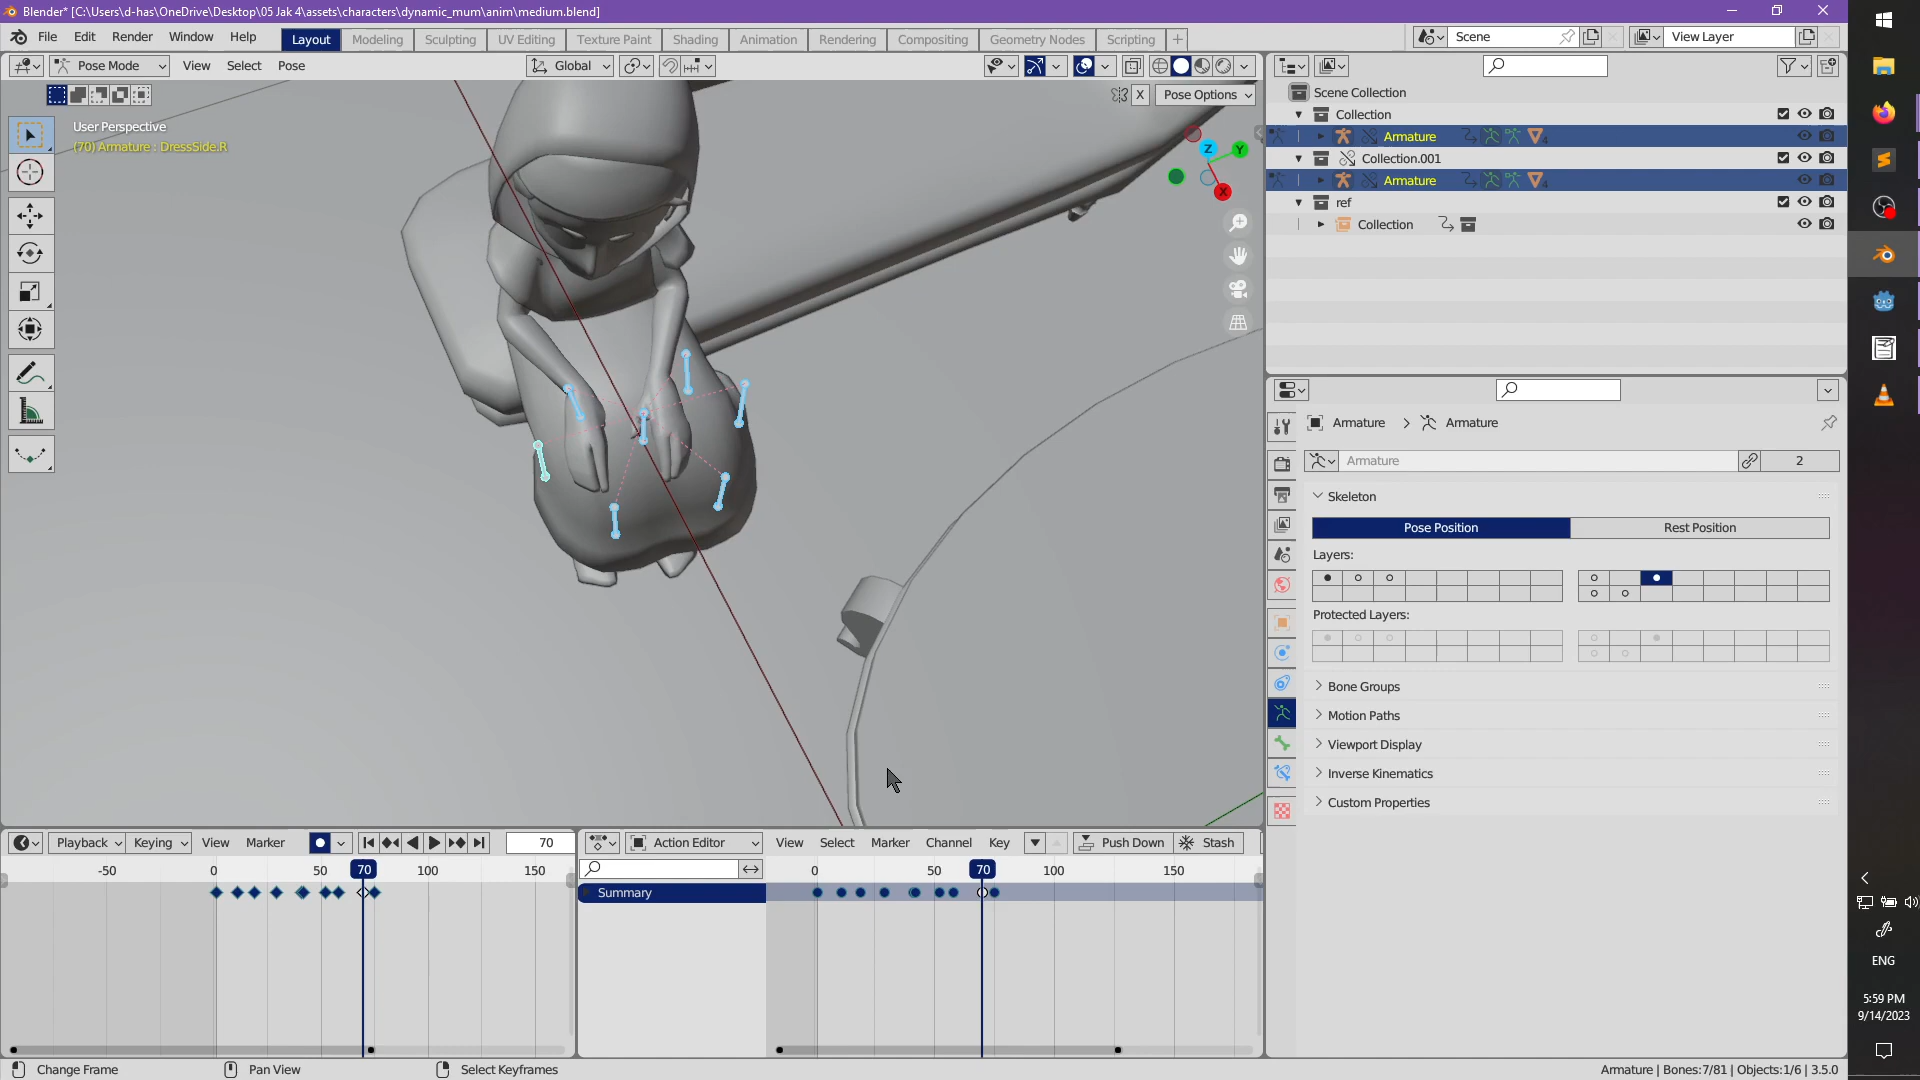 Blender* [C:\Users\d-has\OneDrive\Desktop\05 Jak 4\assets\characters\dynamic_mum\anim\medium.blend]
File Edit Render Window Help Layout Modeling Sculpting UV Editing Texture Paint Shading Animation Rendering Compositing Geometry Nodes Scripting + Scene View Layer
Pose Mode View Select Pose Global
X Pose Options
User Perspective
(70) Armature : DressSide.R
Z Y X
Scene Collection
Collection
Armature 4
Collection.001
Armature 4
ref
Collection
Armature > Armature
Armature 2
Skeleton
Pose Position Rest Position
Layers:
Protected Layers:
Bone Groups
Motion Paths
Viewport Display
Inverse Kinematics
Custom Properties
Playback Keying View Marker 70
-50 0 50 70 100 150
Action Editor View Select Marker Channel Key Push Down Stash
0 50 70 100 150
Summary
Change Frame Pan View Select Keyframes Armature | Bones:7/81 | Objects:1/6 | 3.5.0
ENG
5:59 PM
9/14/2023